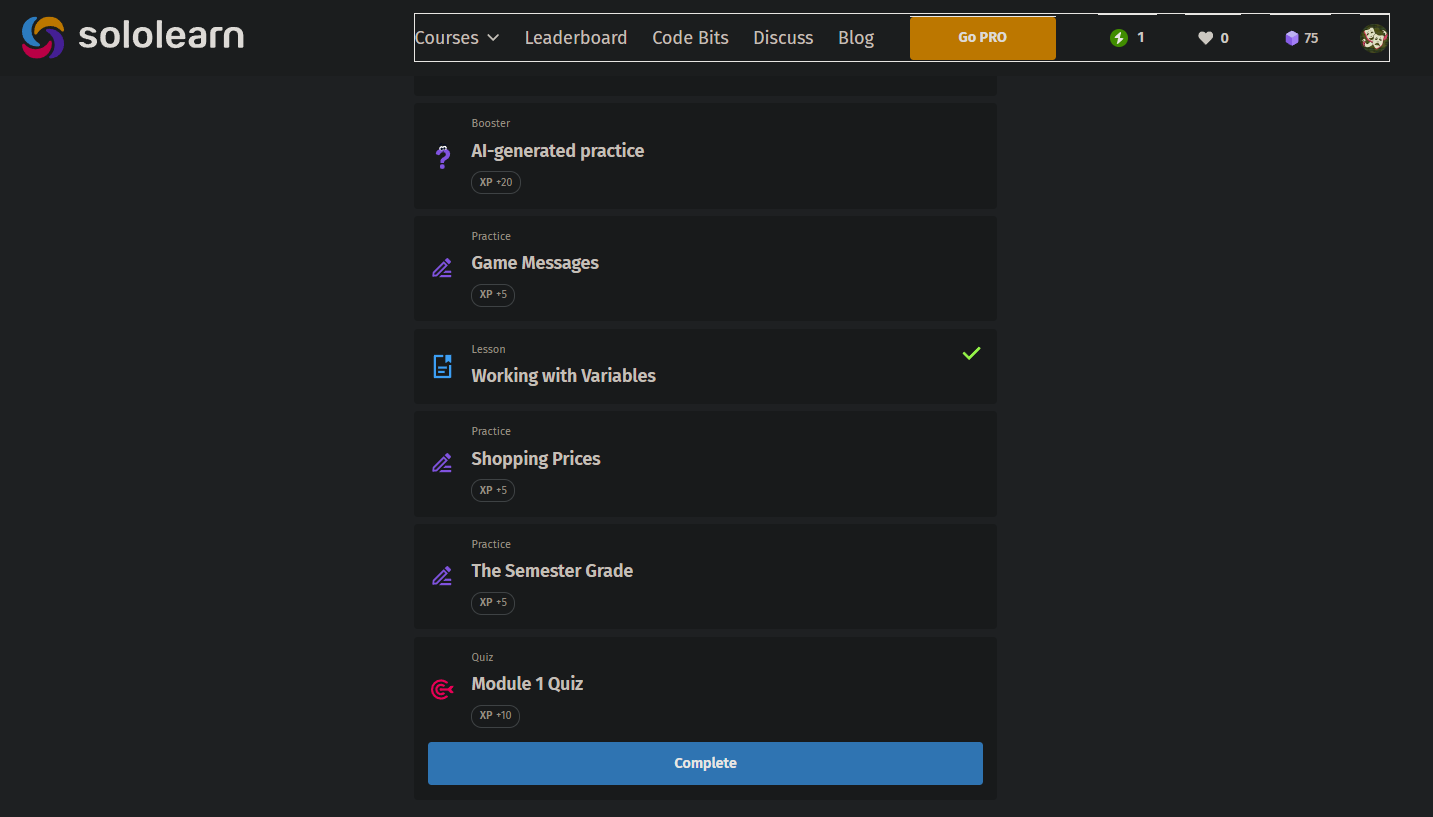 sololearn
Courses Leaderboard Code Bits Discuss Blog Go PRO 1 0 75
Booster
AI-generated practice
XP +20
Practice
Game Messages
XP +5
Lesson
Working with Variables
Practice
Shopping Prices
XP +5
Practice
The Semester Grade
XP +5
Quiz
Module 1 Quiz
XP +10
Complete